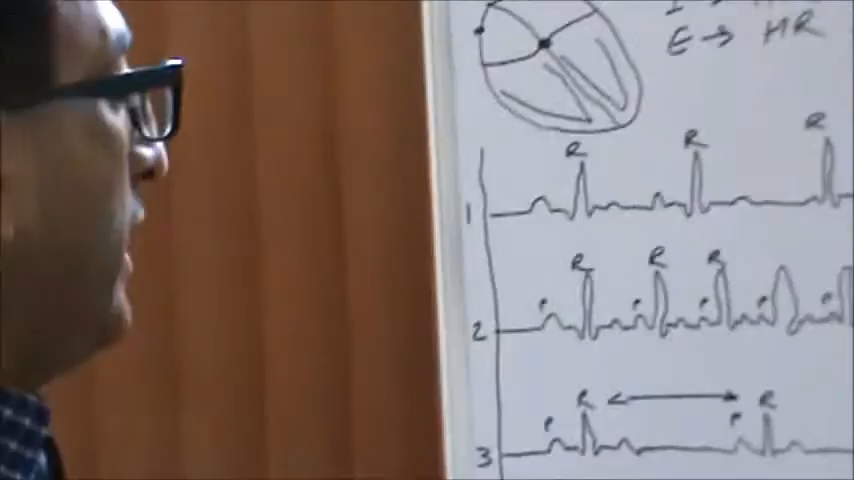 E → HR
R R R
1
R R R
P P P P P
2
R R
P P
3